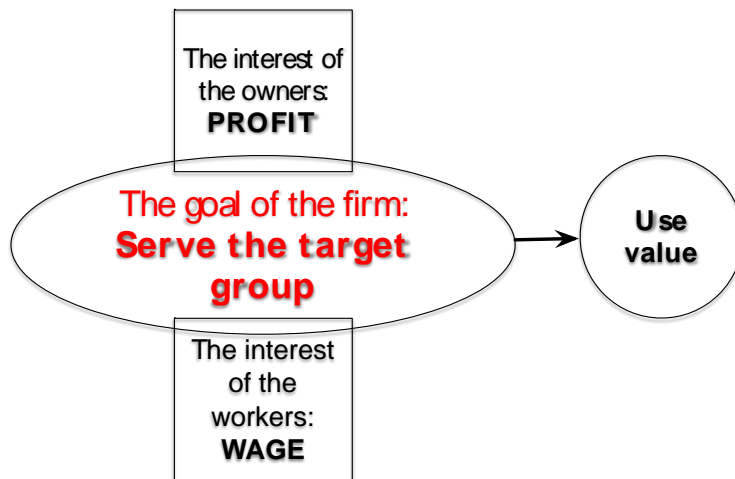 The interest of
the owners:
PROFIT
The goal of the firm:
Serve the target
group
Use
value
The interest
of the
workers:
WAGE